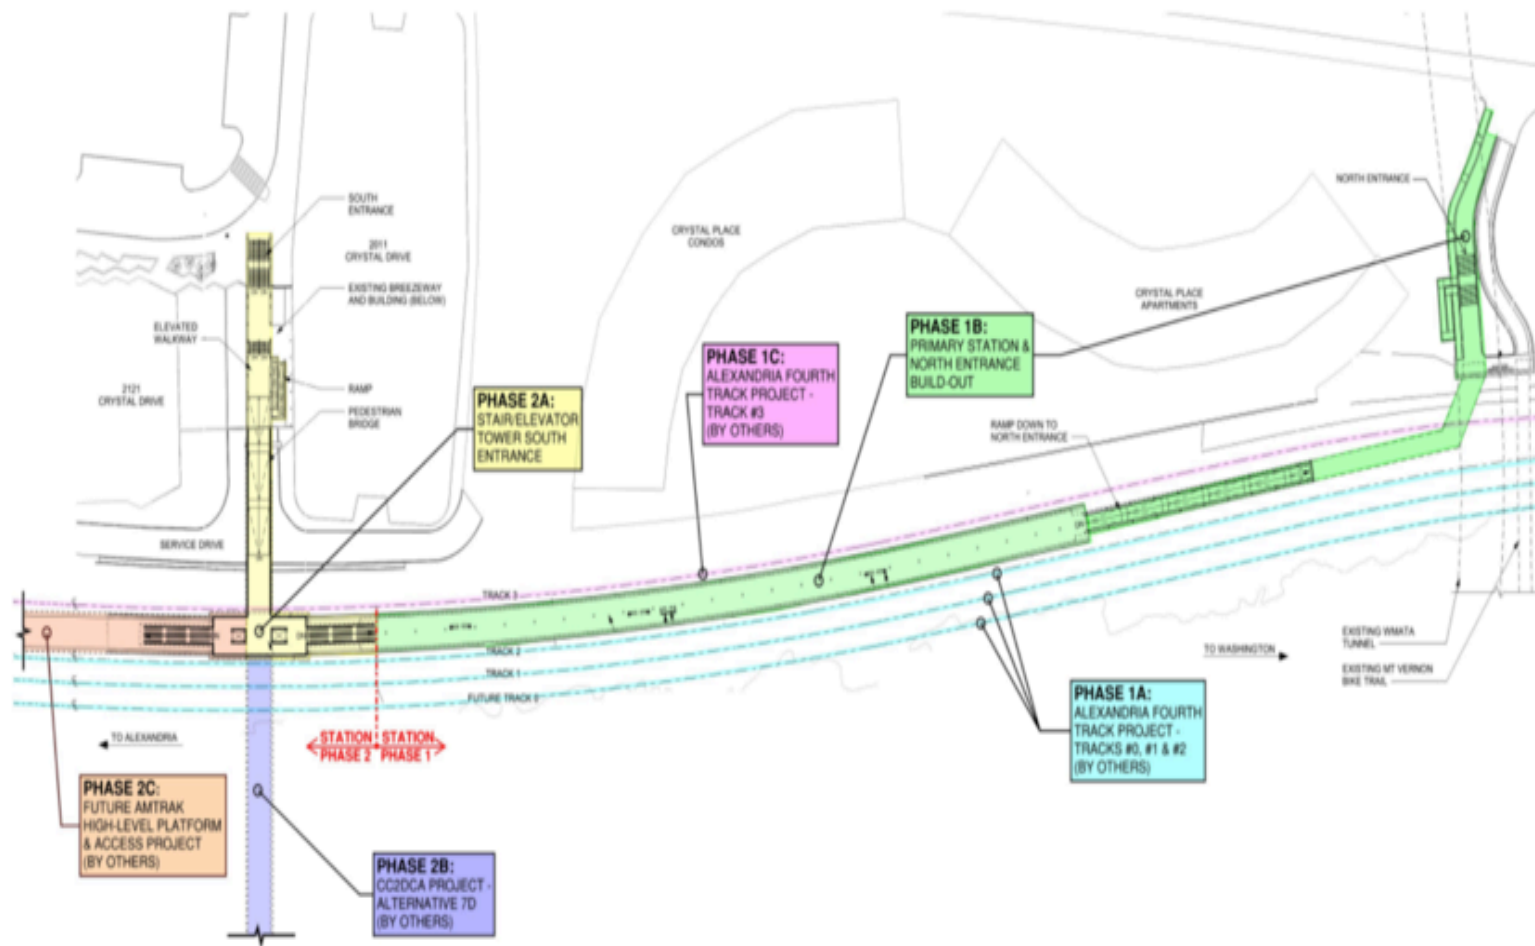 SOUTH
ENTRANCE
2011
CRYSTAL DRIVE
EXISTING BREEZEWAY
AND BUILDING (BELOW)
ELEVATED
WALKWAY
2121
CRYSTAL DRIVE
RAMP
PEDESTRIAN
BRIDGE
SERVICE DRIVE
CRYSTAL PLACE
CONDOS
CRYSTAL PLACE
APARTMENTS
NORTH ENTRANCE
PHASE 2A:
STAIR/ELEVATOR
TOWER SOUTH
ENTRANCE
PHASE 1C:
ALEXANDRIA FOURTH
TRACK PROJECT -
TRACK #3
(BY OTHERS)
PHASE 1B:
PRIMARY STATION &
NORTH ENTRANCE
BUILD-OUT
RAMP DOWN TO
NORTH ENTRANCE
TRACK 3
TRACK 2
TRACK 1
FUTURE TRACK 0
TO ALEXANDRIA
STATION
PHASE 2
STATION
PHASE 1
TO WASHINGTON
EXISTING WMATA
TUNNEL
EXISTING MT VERNON
BIKE TRAIL
PHASE 1A:
ALEXANDRIA FOURTH
TRACK PROJECT -
TRACKS #0, #1 & #2
(BY OTHERS)
PHASE 2C:
FUTURE AMTRAK
HIGH-LEVEL PLATFORM
& ACCESS PROJECT
(BY OTHERS)
PHASE 2B:
CC2DCA PROJECT -
ALTERNATIVE 7D
(BY OTHERS)